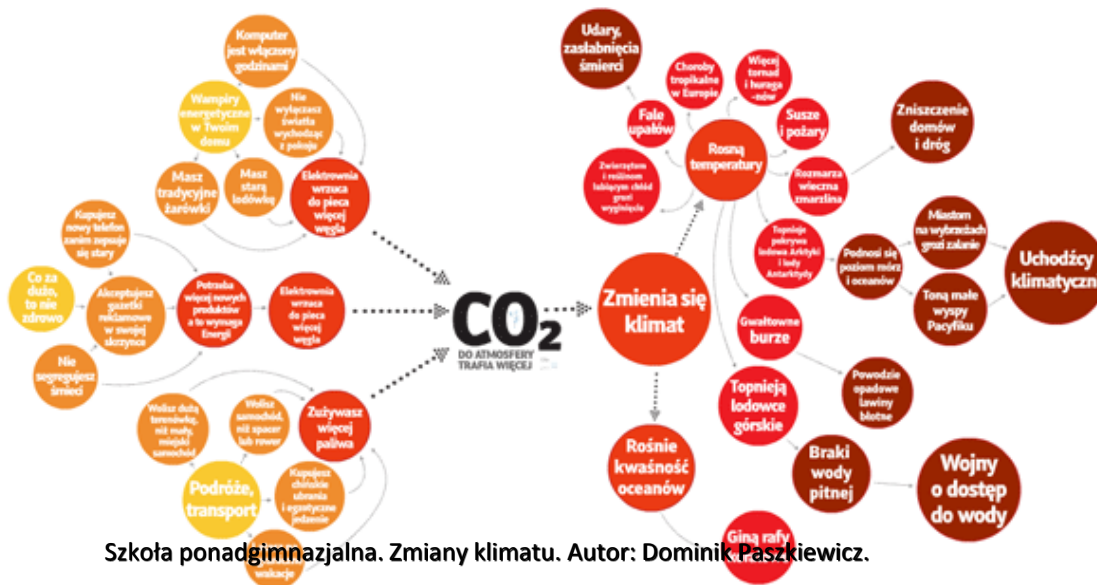 Komputer
jest włączony
godzinami
Wampiry
energetyczne
w Twoim
domu
Nie
wyłączasz
światła
wychodząc
z pokoju
Masz
tradycyjne
żarówki
Masz
starą
lodówkę
Elektrownia
wrzuca
do pieca
więcej
węgla
Kupujesz
nowy telefon
zanim zepsuje
się stary
Co za
dużo,
to nie
zdrowo
Akceptujesz
gazetki
reklamowe
w swojej
skrzynce
Potrzeba
więcej nowych
produktów
a to wymaga
Energii
Elektrownia
wrzuca
do pieca
więcej
węgla
Nie
segregujesz
śmieci
Wolisz dużą
terenówkę,
niż mały,
miejski
samochód
Wolisz
samochód,
niż spacer
lub rower
Zużywasz
więcej
paliwa
Podróże,
transport
Kupujesz
chińskie
ubrania
i egzotyczne
jedzenie
wakacje
CO2
DO ATMOSFERY
TRAFIA WIĘCEJ
Zmienia się
klimat
Rosną
temperatury
Udary,
zasłabnięcia
śmierci
Fale
upałów
Choroby
tropikalne
w Europie
Więcej
tornad
i huraga
-nów
Susze
i pożary
Zwierzętom
i roślinom
lubiącym chłód
grozi
wyginięcie
Rozmarza
wieczna
zmarzlina
Zniszczenie
domów
i dróg
Topnieje
pokrywa
lodowa Arktyki
i lody
Antarktydy
Podnosi się
poziom mórz
i oceanów
Miastom
na wybrzeżach
grozi zalanie
Toną małe
wyspy
Pacyfiku
Uchodźcy
klimatyczn
Gwałtowne
burze
Powodzie
opadowe
lawiny
błotne
Topnieją
lodowce
górskie
Braki
wody
pitnej
Wojny
o dostęp
do wody
Rośnie
kwaśność
oceanów
Giną rafy
Szkoła ponadgimnazjalna. Zmiany klimatu. Autor: Dominik Paszkiewicz.